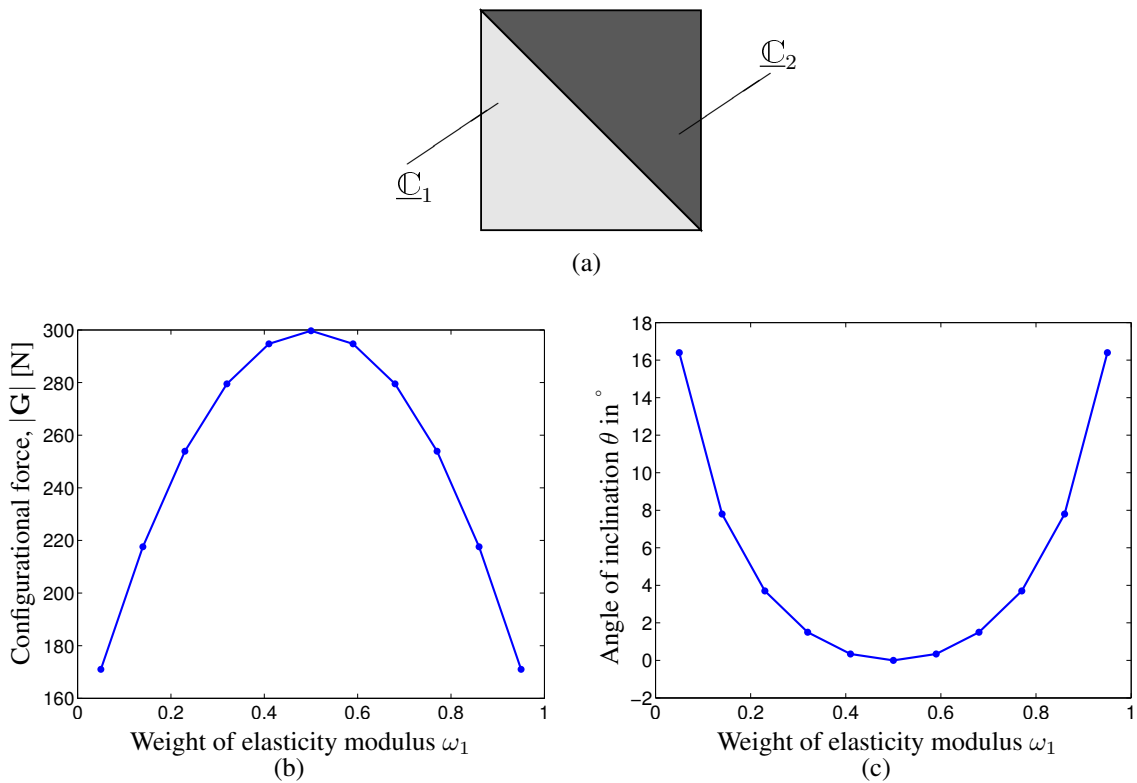 ℂ̲₂
ℂ̲₁
(a)
300
280
260
240
220
200
180
160
0 0.2 0.4 0.6 0.8 1
Configurational force, |G| [N]
Weight of elasticity modulus ω₁
(b)
18
16
14
12
10
8
6
4
2
0
−2
0 0.2 0.4 0.6 0.8 1
Angle of inclination θ in °
Weight of elasticity modulus ω₁
(c)